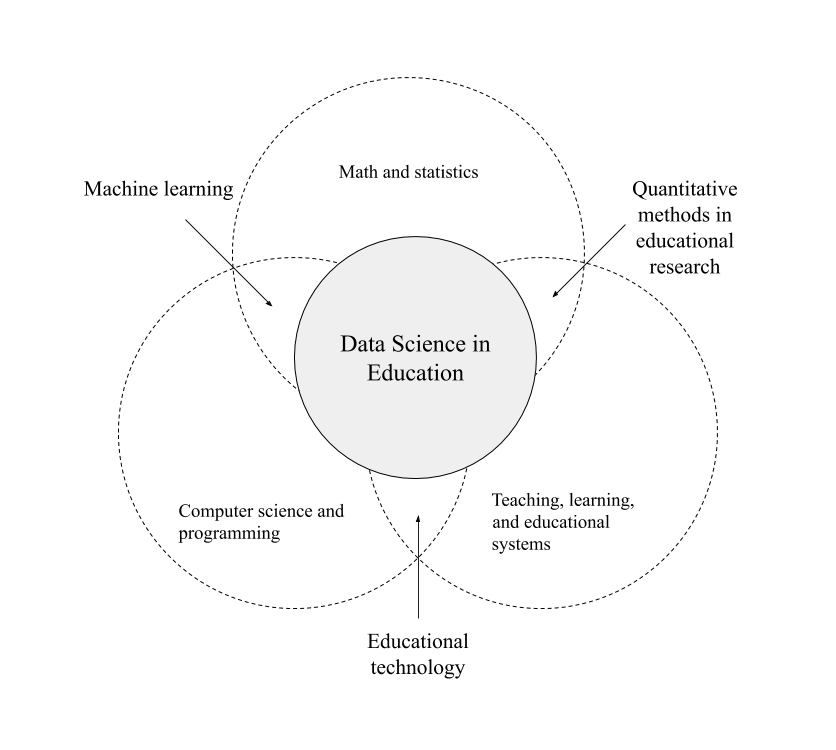 Math and statistics
Machine learning
Quantitative
methods in
educational
research
Data Science in
Education
Computer science and
programming
Teaching, learning,
and educational
systems
Educational
technology